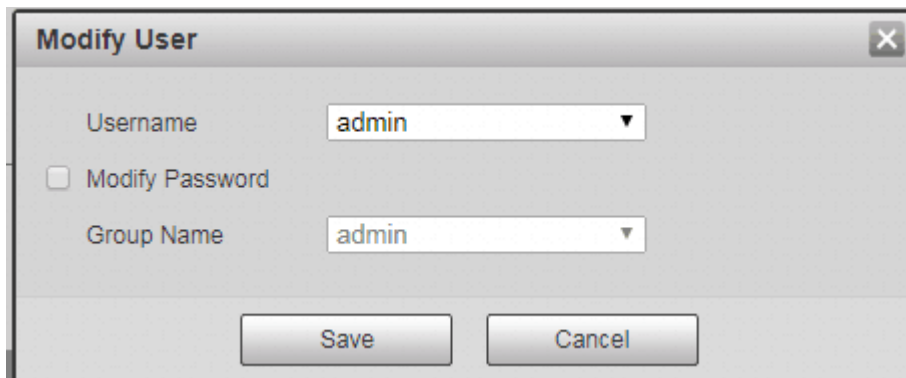 Modify User
Username admin
Modify Password
Group Name admin
Save Cancel